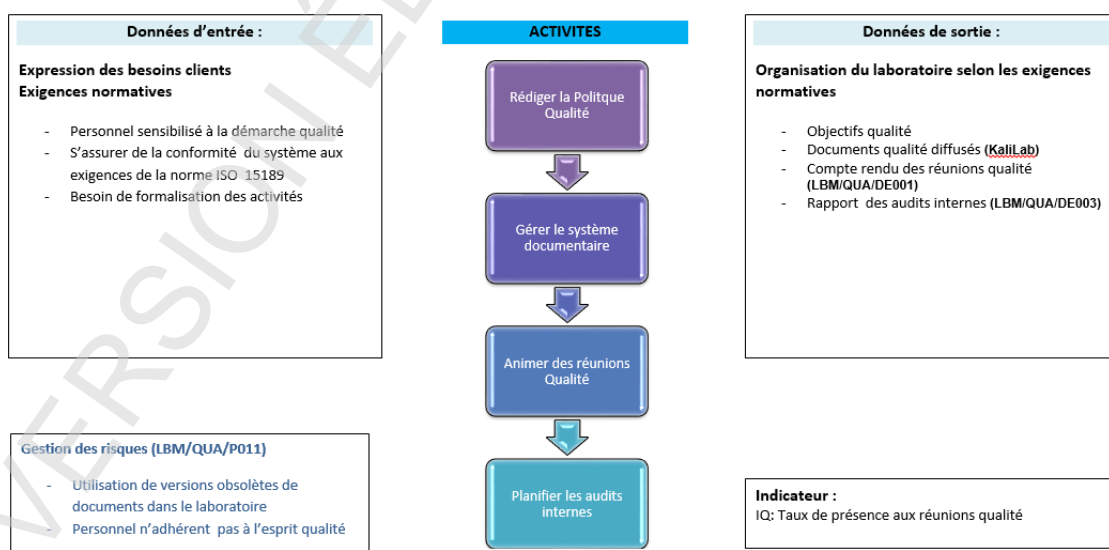 Données d'entrée :
Expression des besoins clients
Exigences normatives
- Personnel sensibilisé à la démarche qualité
- S'assurer de la conformité du système aux
exigences de la norme ISO 15189
- Besoin de formalisation des activités
Gestion des risques (LBM/QUA/P011)
- Utilisation de versions obsolètes de
documents dans le laboratoire
- Personnel n'adhérent pas à l'esprit qualité
ACTIVITES
Rédiger la Politque
Qualité
Gérer le système
documentaire
Animer des réunions
Qualité
Planifier les audits
internes
Données de sortie :
Organisation du laboratoire selon les exigences
normatives
- Objectifs qualité
- Documents qualité diffusés (KaliLab)
- Compte rendu des réunions qualité
(LBM/QUA/DE001)
- Rapport des audits internes (LBM/QUA/DE003)
Indicateur :
IQ: Taux de présence aux réunions qualité
VERSION É